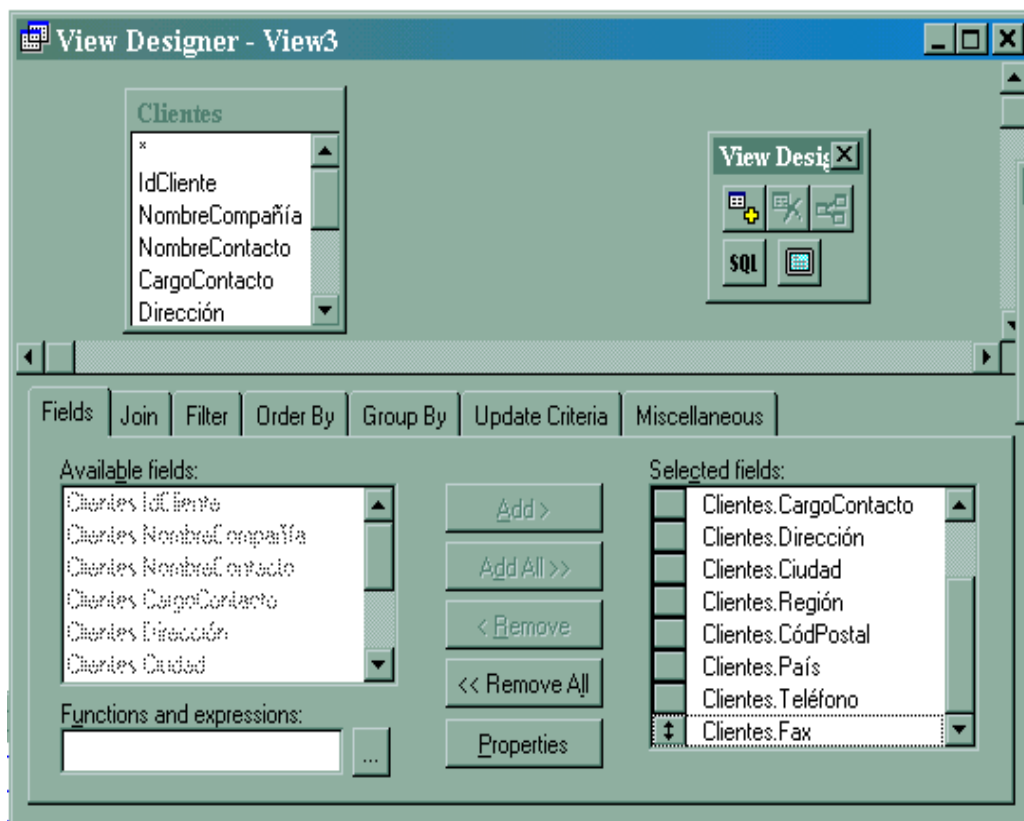 View Designer - View3
Clientes
*
IdCliente
NombreCompañía
NombreContacto
CargoContacto
Dirección
View Desig
SQL
Fields Join Filter Order By Group By Update Criteria Miscellaneous
Available fields:
Clientes.IdCliente
Clientes.NombreCompañía
Clientes.NombreContacto
Clientes.CargoContacto
Clientes.Dirección
Clientes.Ciudad
Functions and expressions:
...
Add >
Add All >>
< Remove
<< Remove All
Properties
Selected fields:
Clientes.CargoContacto
Clientes.Dirección
Clientes.Ciudad
Clientes.Región
Clientes.CódPostal
Clientes.País
Clientes.Teléfono
Clientes.Fax